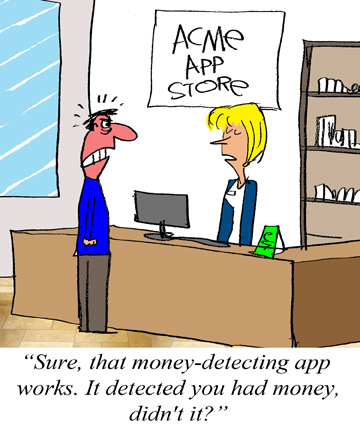 ACME
APP
STORE
“Sure, that money-detecting app
works. It detected you had money,
didn't it?”